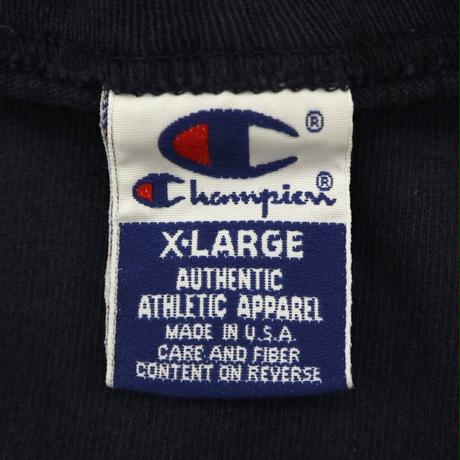 ®
Champion®
X·LARGE
AUTHENTIC
ATHLETIC APPAREL
MADE IN U.S.A.
CARE AND FIBER
CONTENT ON REVERSE